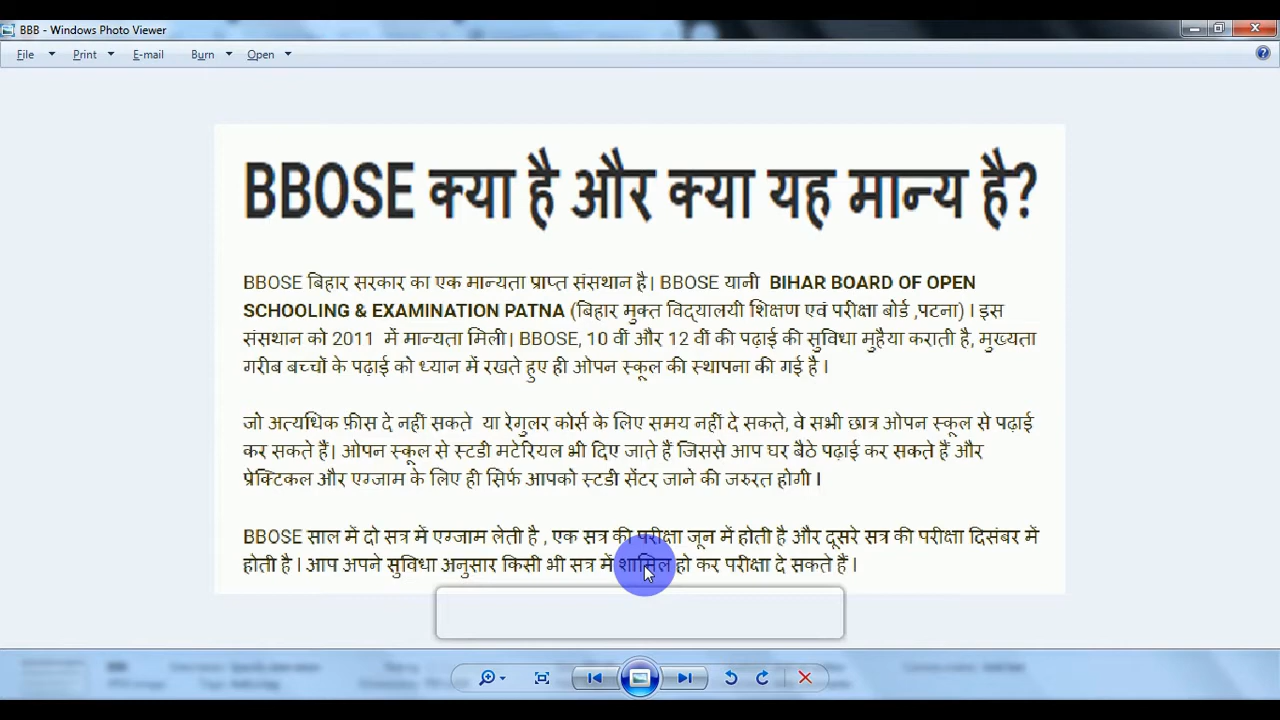 BBB - Windows Photo Viewer
File Print E-mail Burn Open
BBOSE क्या है और क्या यह मान्य है?
BBOSE बिहार सरकार का एक मान्यता प्राप्त संसथान है। BBOSE यानी BIHAR BOARD OF OPEN
SCHOOLING & EXAMINATION PATNA (बिहार मुक्त विद्यालयी शिक्षण एवं परीक्षा बोर्ड ,पटना) । इस
संसथान को 2011 में मान्यता मिली। BBOSE, 10 वीं और 12 वीं की पढ़ाई की सुविधा मुहैया कराती है, मुख्यता
गरीब बच्चों के पढ़ाई को ध्यान में रखते हुए ही ओपन स्कूल की स्थापना की गई है ।
जो अत्यधिक फ़ीस दे नहीं सकते या रेगुलर कोर्स के लिए समय नहीं दे सकते, वे सभी छात्र ओपन स्कूल से पढ़ाई
कर सकते हैं। ओपन स्कूल से स्टडी मटेरियल भी दिए जाते हैं जिससे आप घर बैठे पढ़ाई कर सकते हैं और
प्रेक्टिकल और एग्जाम के लिए ही सिर्फ आपको स्टडी सेंटर जाने की जरुरत होगी ।
BBOSE साल में दो सत्र में एग्जाम लेती है , एक सत्र की परीक्षा जून में होती है और दूसरे सत्र की परीक्षा दिसंबर में
होती है । आप अपने सुविधा अनुसार किसी भी सत्र में शामिल हो कर परीक्षा दे सकते हैं ।